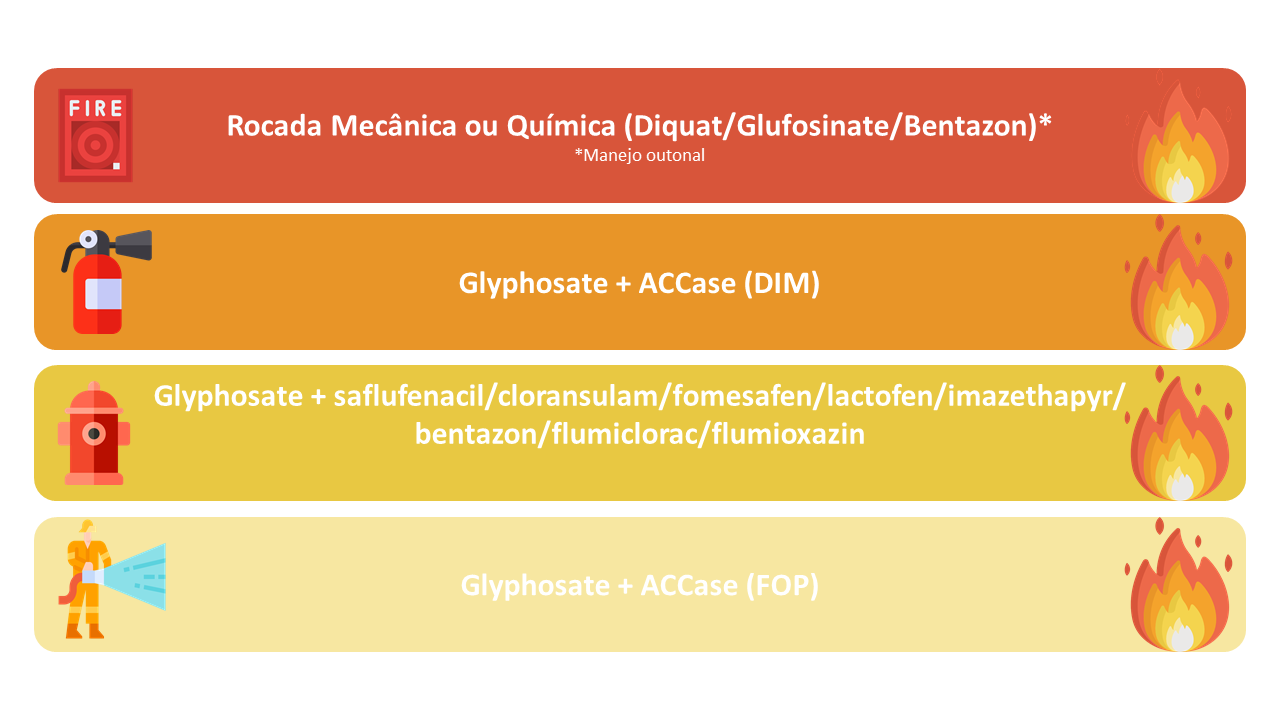 FIRE
Rocada Mecânica ou Química (Diquat/Glufosinate/Bentazon)*
*Manejo outonal
Glyphosate + ACCase (DIM)
Glyphosate + saflufenacil/cloransulam/fomesafen/lactofen/imazethapyr/
bentazon/flumiclorac/flumioxazin
Glyphosate + ACCase (FOP)